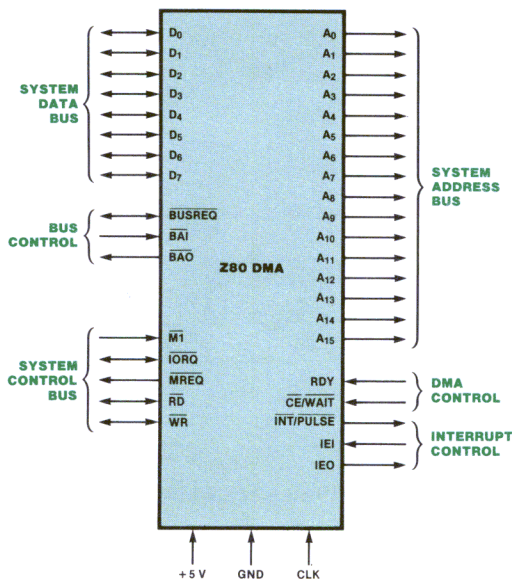 SYSTEM
DATA
BUS
D0
D1
D2
D3
D4
D5
D6
D7
BUS
CONTROL
BUSREQ
BAI
BAO
Z80 DMA
SYSTEM
CONTROL
BUS
M1
IORQ
MREQ
RD
WR
A0
A1
A2
A3
A4
A5
A6
A7
A8
A9
A10
A11
A12
A13
A14
A15
SYSTEM
ADDRESS
BUS
RDY
CE/WAIT
DMA
CONTROL
INT/PULSE
IEI
IEO
INTERRUPT
CONTROL
+5 V
GND
CLK